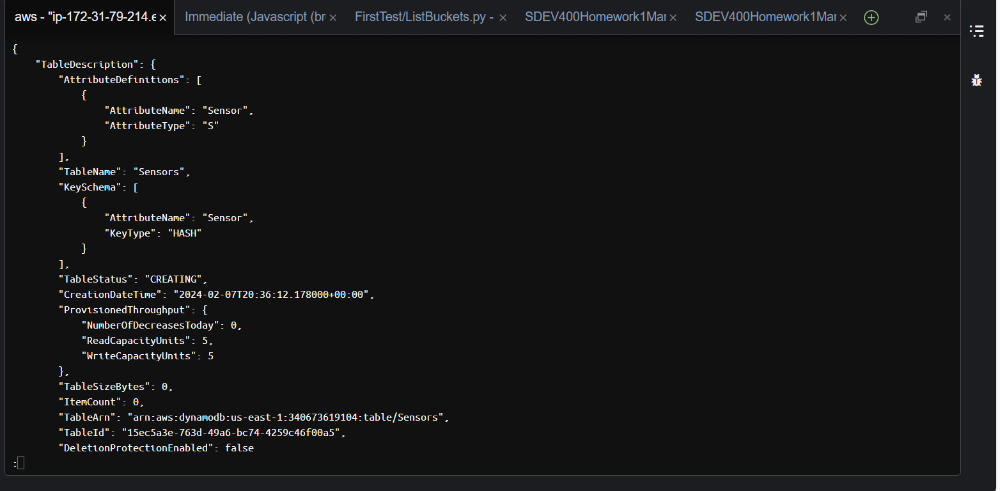 aws - "ip-172-31-79-214.e
Immediate (Javascript (br
FirstTest/ListBuckets.py -
SDEV400Homework1Mar
SDEV400Homework1Mar
{
    "TableDescription": {
        "AttributeDefinitions": [
            {
                "AttributeName": "Sensor",
                "AttributeType": "S"
            }
        ],
        "TableName": "Sensors",
        "KeySchema": [
            {
                "AttributeName": "Sensor",
                "KeyType": "HASH"
            }
        ],
        "TableStatus": "CREATING",
        "CreationDateTime": "2024-02-07T20:36:12.178000+00:00",
        "ProvisionedThroughput": {
            "NumberOfDecreasesToday": 0,
            "ReadCapacityUnits": 5,
            "WriteCapacityUnits": 5
        },
        "TableSizeBytes": 0,
        "ItemCount": 0,
        "TableArn": "arn:aws:dynamodb:us-east-1:340673619104:table/Sensors",
        "TableId": "15ec5a3e-763d-49a6-bc74-4259c46f00a5",
        "DeletionProtectionEnabled": false
: